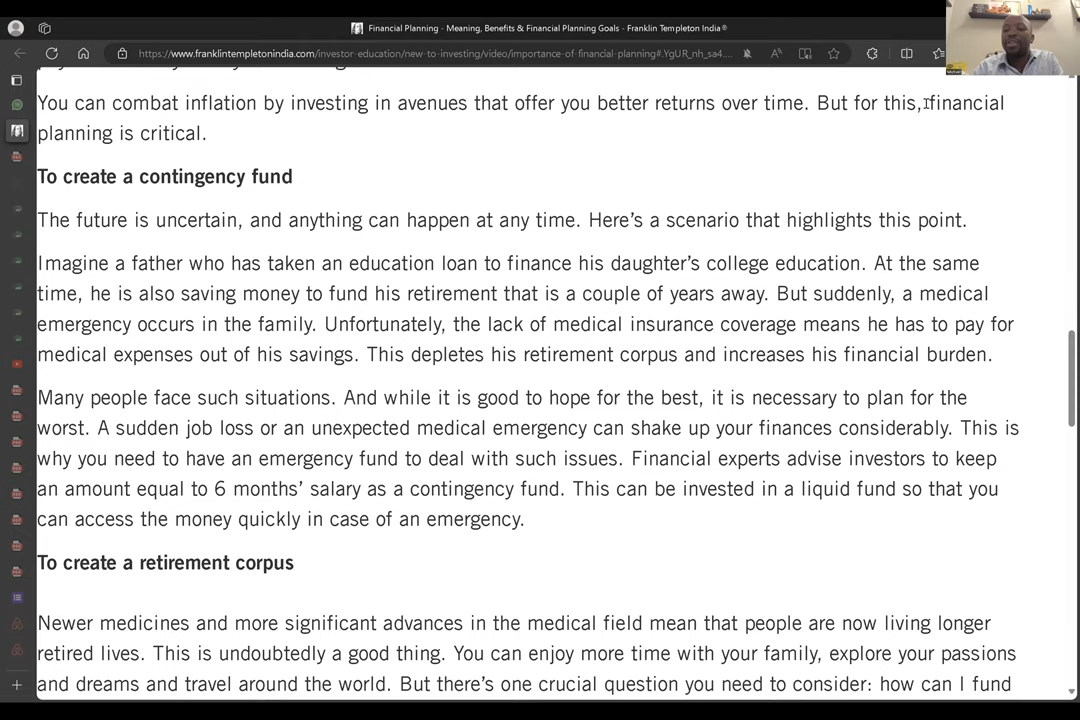 Financial Planning - Meaning, Benefits & Financial Planning Goals - Franklin Templeton India®
https://www.franklintempletonindia.com/investor-education/new-to-investing/video/importance-of-financial-planning#.YgUR_nh_sa4...
You can combat inflation by investing in avenues that offer you better returns over time. But for this, financial
planning is critical.
To create a contingency fund
The future is uncertain, and anything can happen at any time. Here's a scenario that highlights this point.
Imagine a father who has taken an education loan to finance his daughter's college education. At the same
time, he is also saving money to fund his retirement that is a couple of years away. But suddenly, a medical
emergency occurs in the family. Unfortunately, the lack of medical insurance coverage means he has to pay for
medical expenses out of his savings. This depletes his retirement corpus and increases his financial burden.
Many people face such situations. And while it is good to hope for the best, it is necessary to plan for the
worst. A sudden job loss or an unexpected medical emergency can shake up your finances considerably. This is
why you need to have an emergency fund to deal with such issues. Financial experts advise investors to keep
an amount equal to 6 months' salary as a contingency fund. This can be invested in a liquid fund so that you
can access the money quickly in case of an emergency.
To create a retirement corpus
Newer medicines and more significant advances in the medical field mean that people are now living longer
retired lives. This is undoubtedly a good thing. You can enjoy more time with your family, explore your passions
and dreams and travel around the world. But there's one crucial question you need to consider: how can I fund